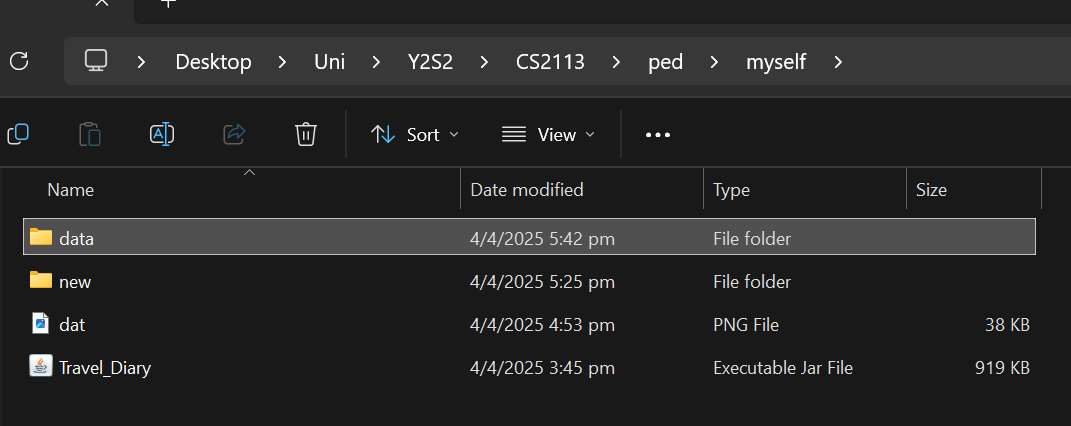 Desktop > Uni > Y2S2 > CS2113 > ped > myself >
Sort View
Name Date modified Type Size
data 4/4/2025 5:42 pm File folder
new 4/4/2025 5:25 pm File folder
dat 4/4/2025 4:53 pm PNG File 38 KB
Travel_Diary 4/4/2025 3:45 pm Executable Jar File 919 KB